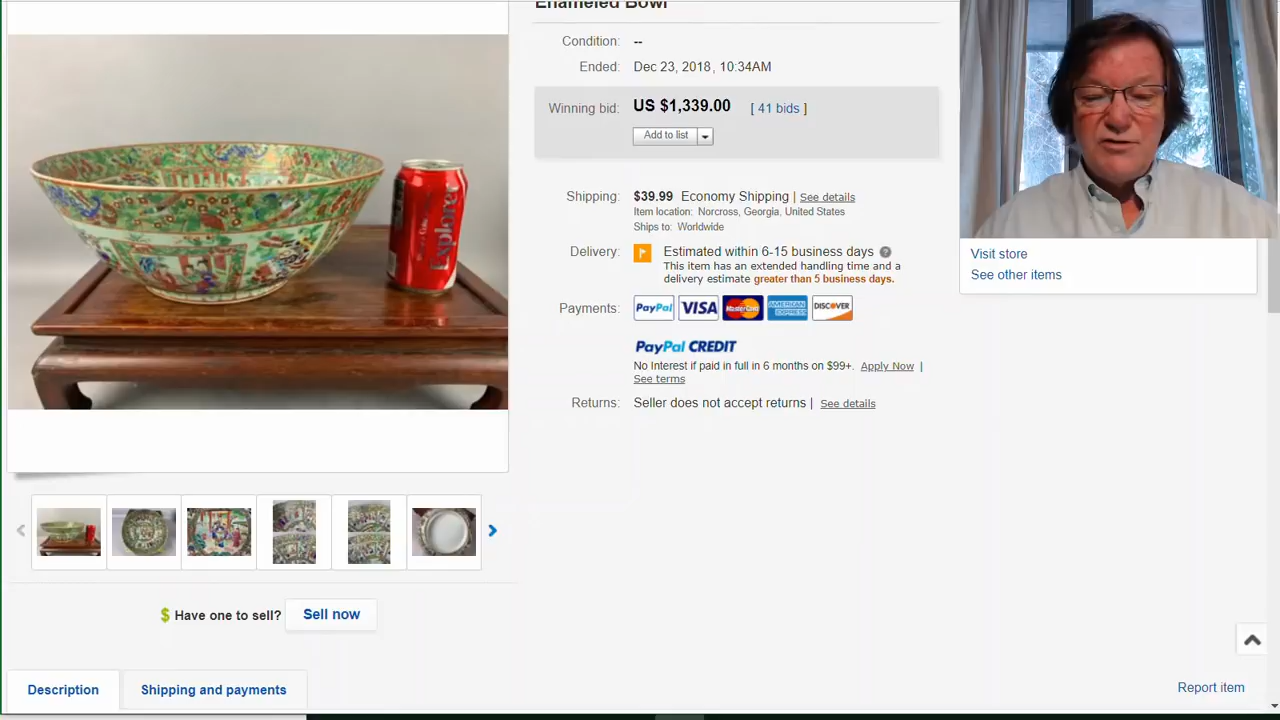 Enameled Bowl
Condition: --
Ended: Dec 23, 2018 , 10:34AM
Winning bid: US $1,339.00 [ 41 bids ]
Add to list
Shipping: $39.99 Economy Shipping | See details
Item location: Norcross, Georgia, United States
Ships to: Worldwide
Delivery: Estimated within 6-15 business days ?
This item has an extended handling time and a
delivery estimate greater than 5 business days.
Payments: PayPal VISA MasterCard AMERICAN EXPRESS DISCOVER
PayPal CREDIT
No Interest if paid in full in 6 months on $99+. Apply Now |
See terms
Returns: Seller does not accept returns | See details
Visit store
See other items
Explorer
$ Have one to sell? Sell now
Description
Shipping and payments
Report item